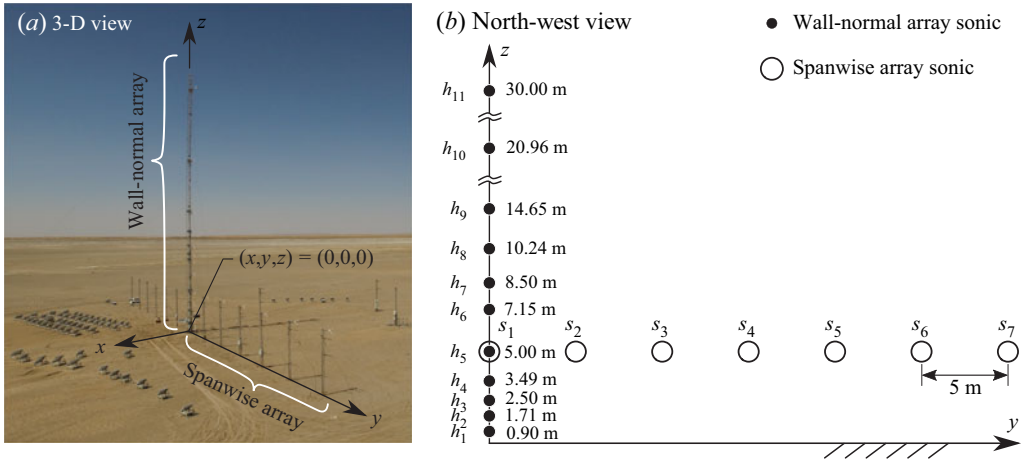 (a) 3-D view
z
Wall-normal array
(x,y,z) = (0,0,0)
x
Spanwise array
y
(b) North-west view
z
Wall-normal array sonic
Spanwise array sonic
h11 30.00 m
h10 20.96 m
h9 14.65 m
h8 10.24 m
h7 8.50 m
h6 7.15 m
s1 s2 s3 s4 s5 s6 s7
h5 5.00 m
h4 3.49 m
5 m
h3 2.50 m
h2 1.71 m
h1 0.90 m
y